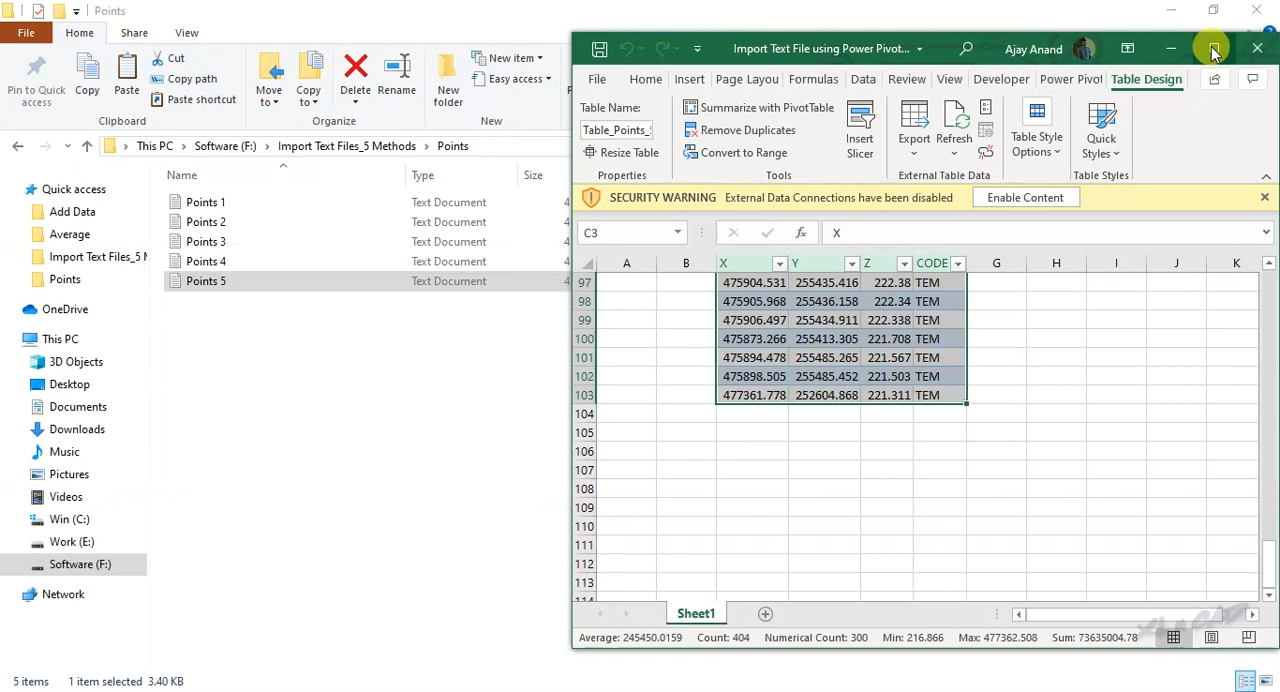 Points
File Home Share View
Pin to Quick access
Copy
Paste
Cut
Copy path
Paste shortcut
Clipboard
Move to
Copy to
Delete
Rename
Organize
New folder
New item
Easy access
New
This PC > Software (F:) > Import Text Files_5 Methods > Points
Name Type Size
Points 1 Text Document 4
Points 2 Text Document 4
Points 3 Text Document 4
Points 4 Text Document 4
Points 5 Text Document 4
Quick access
Add Data
Average
Import Text Files_5 M
Points
OneDrive
This PC
3D Objects
Desktop
Documents
Downloads
Music
Pictures
Videos
Win (C:)
Work (E:)
Software (F:)
Network
5 items 1 item selected 3.40 KB
Import Text File using Power Pivot... Ajay Anand
File Home Insert Page Layou Formulas Data Review View Developer Power Pivot Table Design
Table Name:
Table_Points_
Resize Table
Properties
Summarize with PivotTable
Remove Duplicates
Convert to Range
Tools
Insert Slicer
Export
Refresh
External Table Data
Table Style Options
Quick Styles
Table Styles
SECURITY WARNING External Data Connections have been disabled Enable Content
C3 fx X
A B X Y Z CODE G H I J K
97 475904.531 255435.416 222.38 TEM
98 475905.968 255436.158 222.34 TEM
99 475906.497 255434.911 222.338 TEM
100 475873.266 255413.305 221.708 TEM
101 475894.478 255485.265 221.567 TEM
102 475898.505 255485.452 221.503 TEM
103 477361.778 252604.868 221.311 TEM
104
105
106
107
108
109
110
111
112
113
114
Sheet1
Average: 245450.0159 Count: 404 Numerical Count: 300 Min: 216.866 Max: 477362.508 Sum: 73635004.78